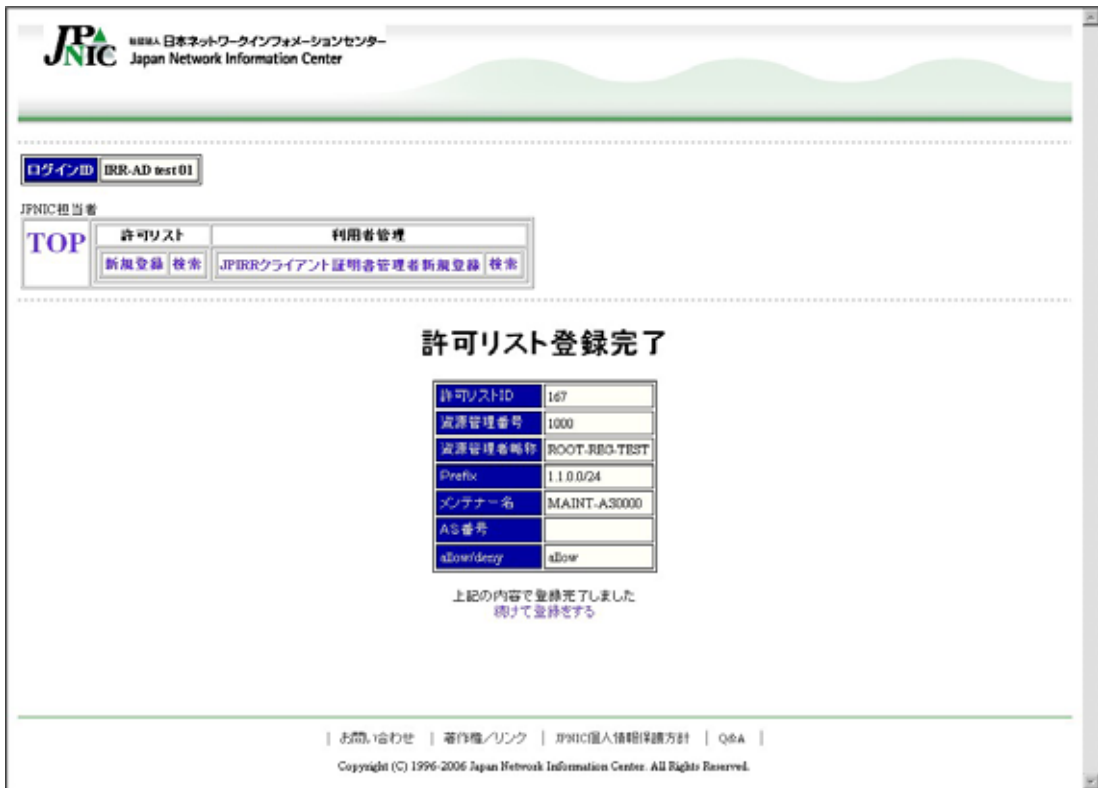 JPNIC 社団法人 日本ネットワークインフォメーションセンター
Japan Network Information Center
ログインID IRR-AD test01
JPNIC担当者
TOP 許可リスト 利用者管理
新規登録 検索 JPIRRクライアント証明書管理者新規登録 検索
許可リスト登録完了
許可リストID 167
資源管理番号 1000
資源管理者略称 ROOT-REG-TEST
Prefix 1.1.0.0/24
メンテナー名 MAINT-AS0000
AS番号
allow/deny allow
上記の内容で登録完了しました
続けて登録をする
| お問い合わせ | 著作権/リンク | JPNIC個人情報保護方針 | Q&A |
Copyright (C) 1996-2006 Japan Network Information Center. All Rights Reserved.